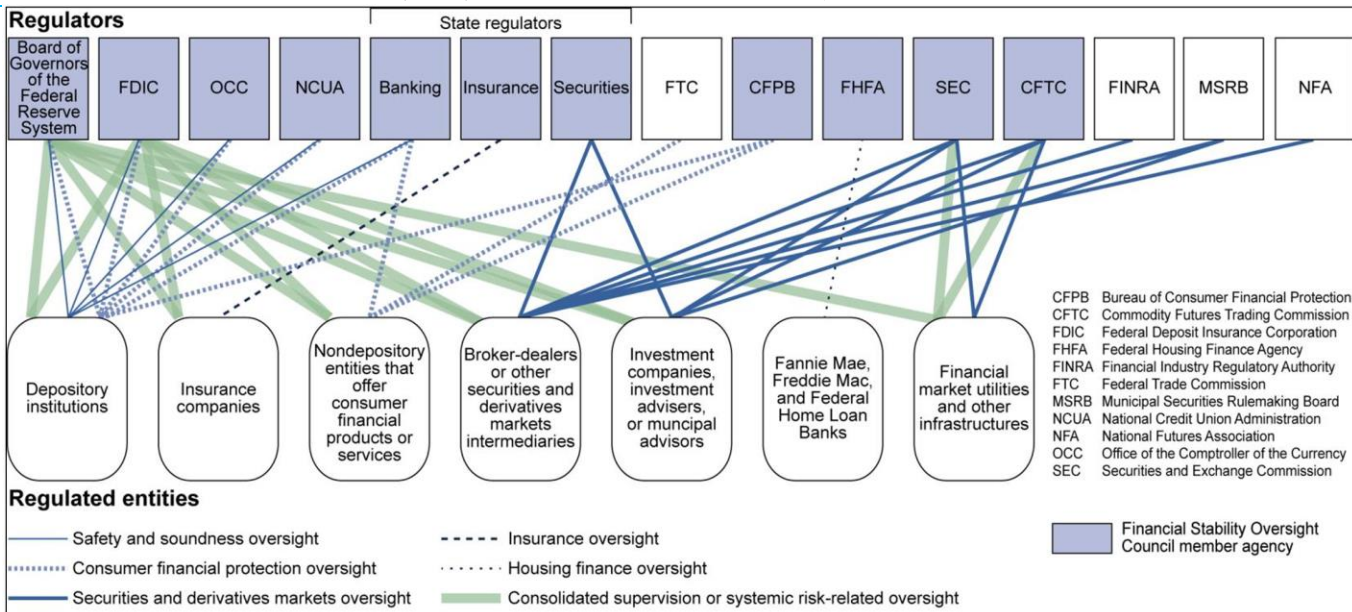 Regulators
State regulators
Board of
Governors
of the
Federal
Reserve
System
FDIC
OCC
NCUA
Banking
Insurance
Securities
FTC
CFPB
FHFA
SEC
CFTC
FINRA
MSRB
NFA
Depository
institutions
Insurance
companies
Nondepository
entities that
offer
consumer
financial
products or
services
Broker-dealers
or other
securities and
derivatives
markets
intermediaries
Investment
companies,
investment
advisers,
or muncipal
advisors
Fannie Mae,
Freddie Mac,
and Federal
Home Loan
Banks
Financial
market utilities
and other
infrastructures
CFPB Bureau of Consumer Financial Protection
CFTC Commodity Futures Trading Commission
FDIC Federal Deposit Insurance Corporation
FHFA Federal Housing Finance Agency
FINRA Financial Industry Regulatory Authority
FTC Federal Trade Commission
MSRB Municipal Securities Rulemaking Board
NCUA National Credit Union Administration
NFA National Futures Association
OCC Office of the Comptroller of the Currency
SEC Securities and Exchange Commission
Regulated entities
Safety and soundness oversight
Consumer financial protection oversight
Securities and derivatives markets oversight
Insurance oversight
Housing finance oversight
Consolidated supervision or systemic risk-related oversight
Financial Stability Oversight
Council member agency